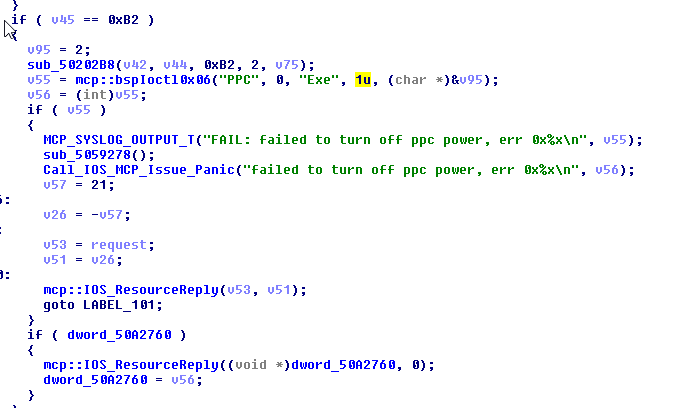 }
if ( v45 == 0xB2 )
{
v95 = 2;
sub_50202B8(v42, v44, 0xB2, 2, v75);
v55 = mcp::bspIoctl0x06("PPC", 0, "Exe", 1u, (char *)&v95);
v56 = (int)v55;
if ( v55 )
{
MCP_SYSLOG_OUTPUT_T("FAIL: failed to turn off ppc power, err 0x%x\n", v55);
sub_5059278();
Call_IOS_MCP_Issue_Panic("failed to turn off ppc power, err 0x%x\n", v56);
v57 = 21;
6:
v26 = -v57;
:
v53 = request;
v51 = v26;
0:
mcp::IOS_ResourceReply(v53, v51);
goto LABEL_101;
}
if ( dword_50A2760 )
{
mcp::IOS_ResourceReply((void *)dword_50A2760, 0);
dword_50A2760 = v56;
}